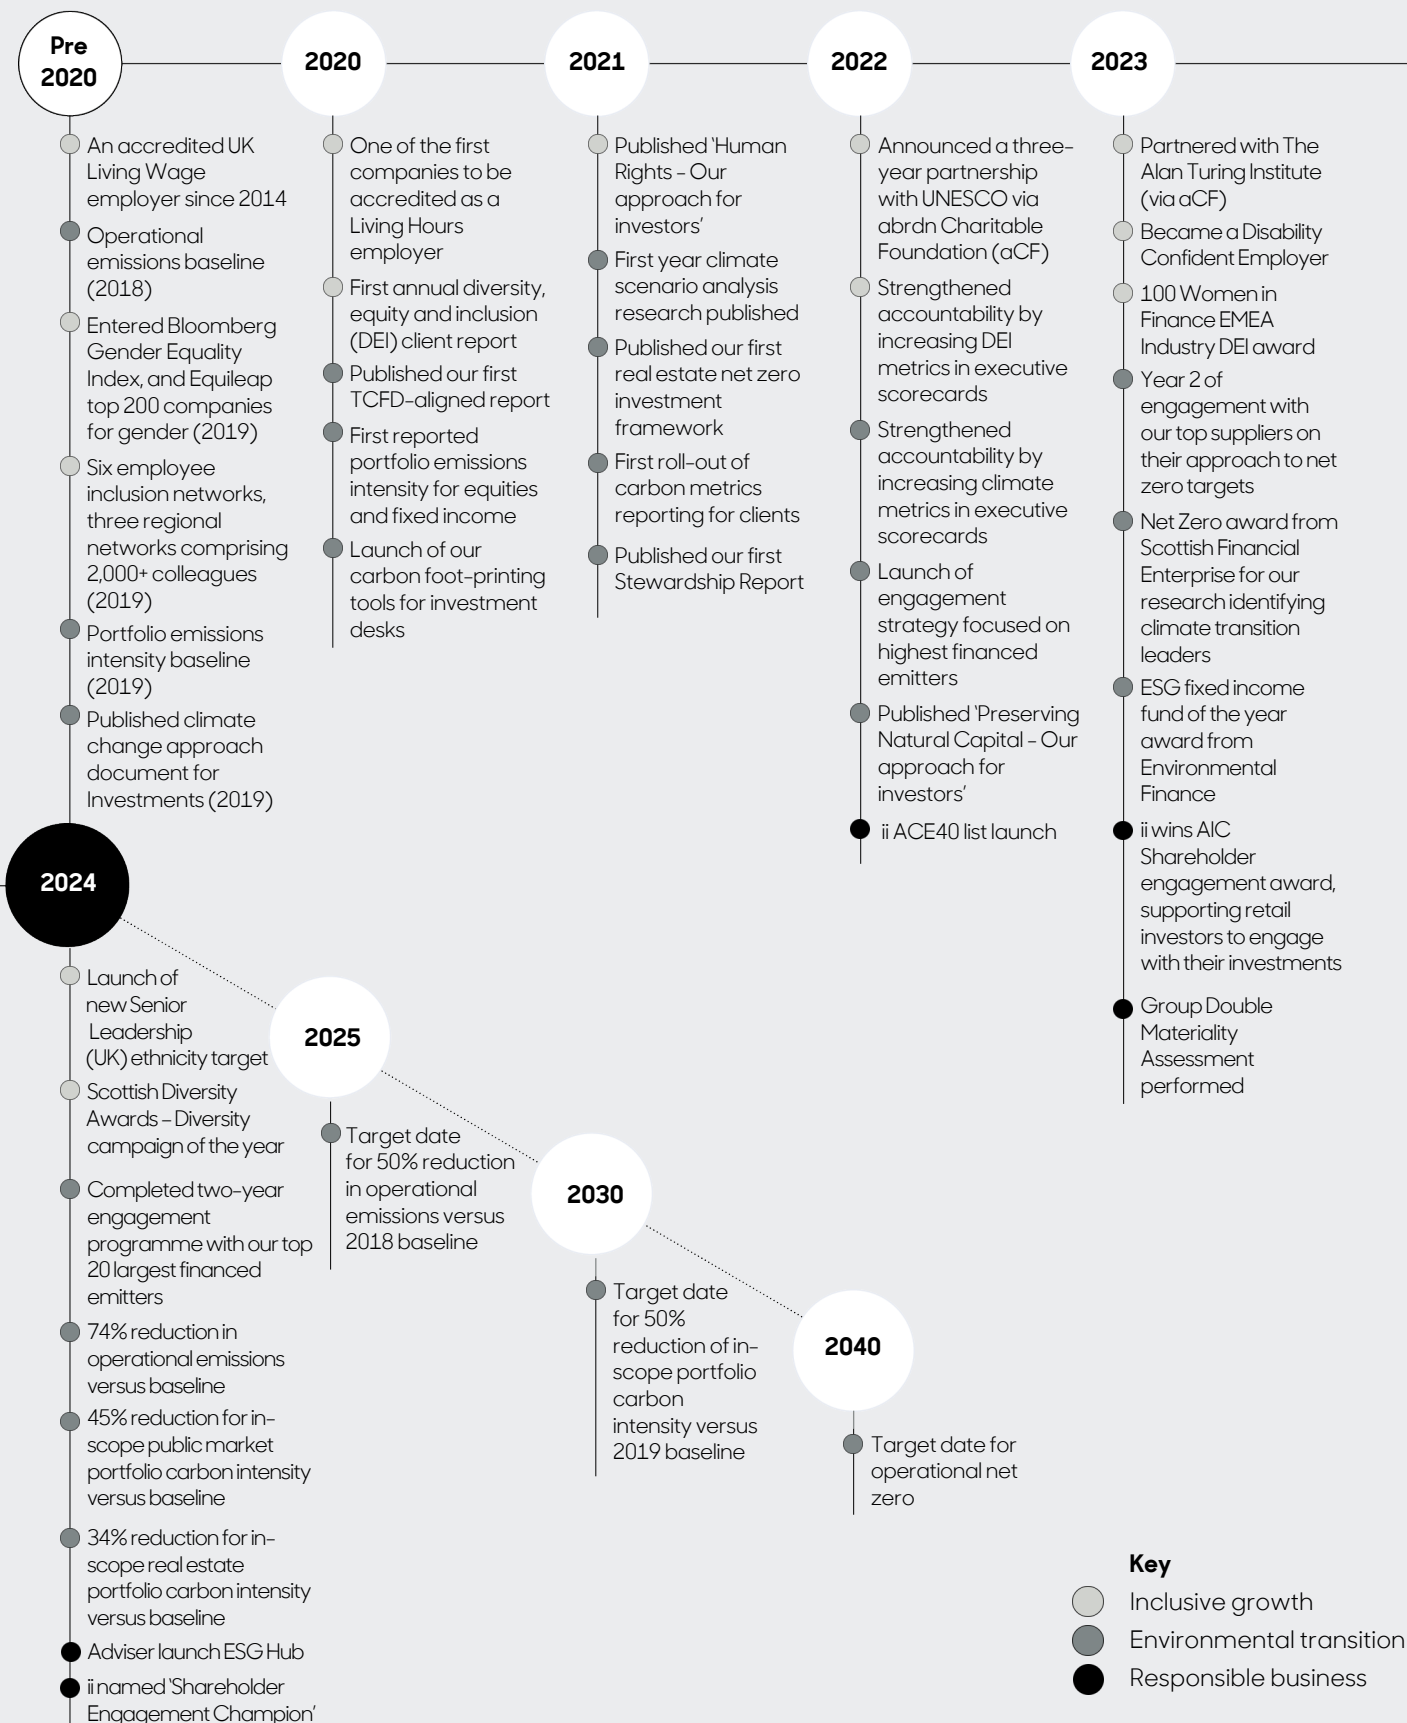 Pre
2020
An accredited UK
Living Wage
employer since 2014
Operational
emissions baseline
(2018)
Entered Bloomberg
Gender Equality
Index, and Equileap
top 200 companies
for gender (2019)
Six employee
inclusion networks,
three regional
networks comprising
2,000+ colleagues
(2019)
Portfolio emissions
intensity baseline
(2019)
Published climate
change approach
document for
Investments (2019)
2020
One of the first
companies to be
accredited as a
Living Hours
employer
First annual diversity,
equity and inclusion
(DEI) client report
Published our first
TCFD-aligned report
First reported
portfolio emissions
intensity for equities
and fixed income
Launch of our
carbon foot-printing
tools for investment
desks
2021
Published ‘Human
Rights – Our
approach for
investors’
First year climate
scenario analysis
research published
Published our first
real estate net zero
investment
framework
First roll-out of
carbon metrics
reporting for clients
Published our first
Stewardship Report
2022
Announced a three-
year partnership
with UNESCO via
abrdn Charitable
Foundation (aCF)
Strengthened
accountability by
increasing DEI
metrics in executive
scorecards
Strengthened
accountability by
increasing climate
metrics in executive
scorecards
Launch of
engagement
strategy focused on
highest financed
emitters
Published ‘Preserving
Natural Capital – Our
approach for
investors’
ii ACE40 list launch
2023
Partnered with The
Alan Turing Institute
(via aCF)
Became a Disability
Confident Employer
100 Women in
Finance EMEA
Industry DEI award
Year 2 of
engagement with
our top suppliers on
their approach to net
zero targets
Net Zero award from
Scottish Financial
Enterprise for our
research identifying
climate transition
leaders
ESG fixed income
fund of the year
award from
Environmental
Finance
ii wins AIC
Shareholder
engagement award,
supporting retail
investors to engage
with their investments
Group Double
Materiality
Assessment
performed
2024
Launch of
new Senior
Leadership
(UK) ethnicity target
Scottish Diversity
Awards – Diversity
campaign of the year
Completed two-year
engagement
programme with our top
20 largest financed
emitters
74% reduction in
operational emissions
versus baseline
45% reduction for in-
scope public market
portfolio carbon intensity
versus baseline
34% reduction for in-
scope real estate
portfolio carbon intensity
versus baseline
Adviser launch ESG Hub
ii named ‘Shareholder
Engagement Champion’
2025
Target date
for 50% reduction
in operational
emissions versus
2018 baseline
2030
Target date
for 50%
reduction of in-
scope portfolio
carbon
intensity versus
2019 baseline
2040
Target date for
operational net
zero
Key
Inclusive growth
Environmental transition
Responsible business